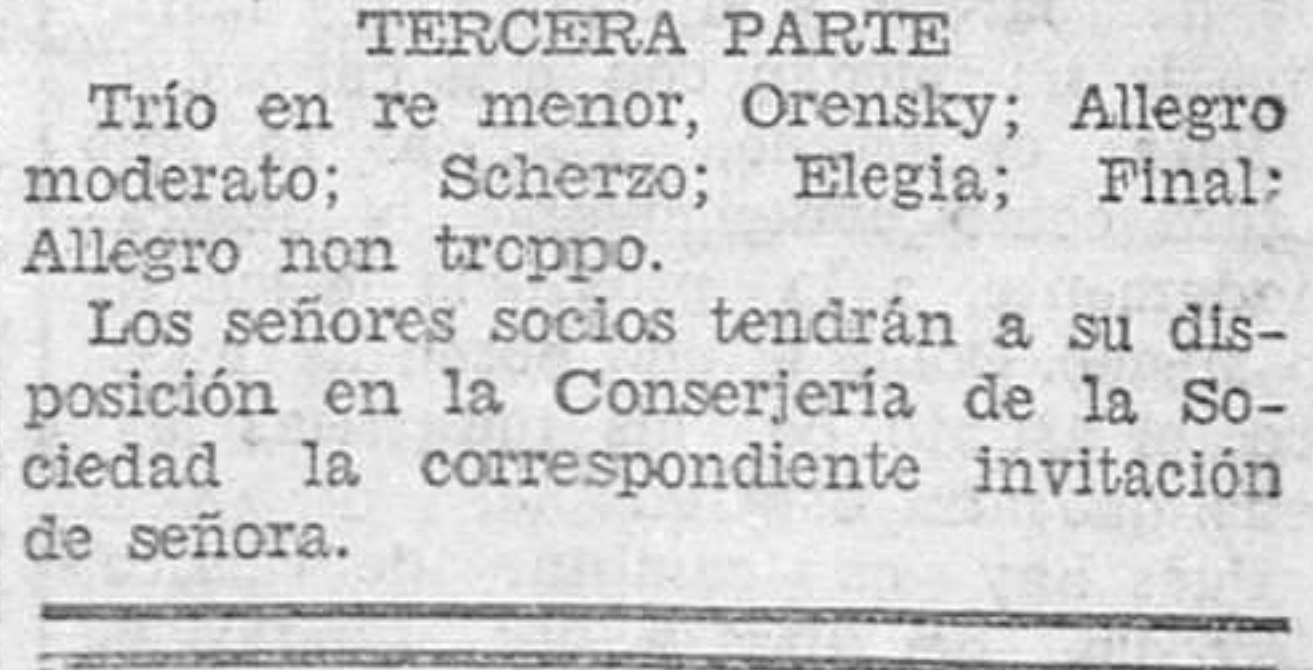 TERCERA PARTE
Trío en re menor, Orensky; Allegro
moderato; Scherzo; Elegia; Final:
Allegro non troppo.
Los señores socios tendrán a su dis-
posición en la Conserjería de la So-
ciedad la correspondiente invitación
de señora.